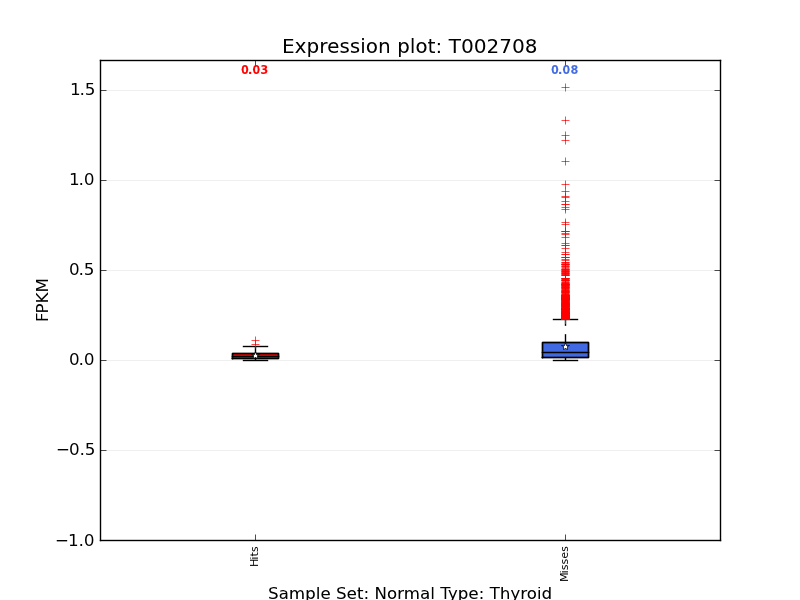 Expression plot: T002708
0.03
0.08
1.5
1.0
0.5
0.0
−0.5
−1.0
FPKM
Hits
Misses
Sample Set: Normal Type: Thyroid